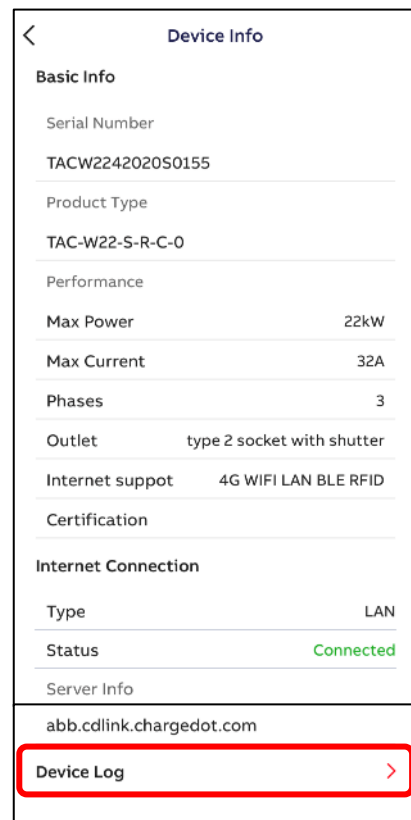 Device Info
Basic Info
Serial Number
TACW2242020S0155
Product Type
TAC-W22-S-R-C-0
Performance
Max Power 22kW
Max Current 32A
Phases 3
Outlet type 2 socket with shutter
Internet suppot 4G WIFI LAN BLE RFID
Certification
Internet Connection
Type LAN
Status Connected
Server Info
abb.cdlink.chargedot.com
Device Log